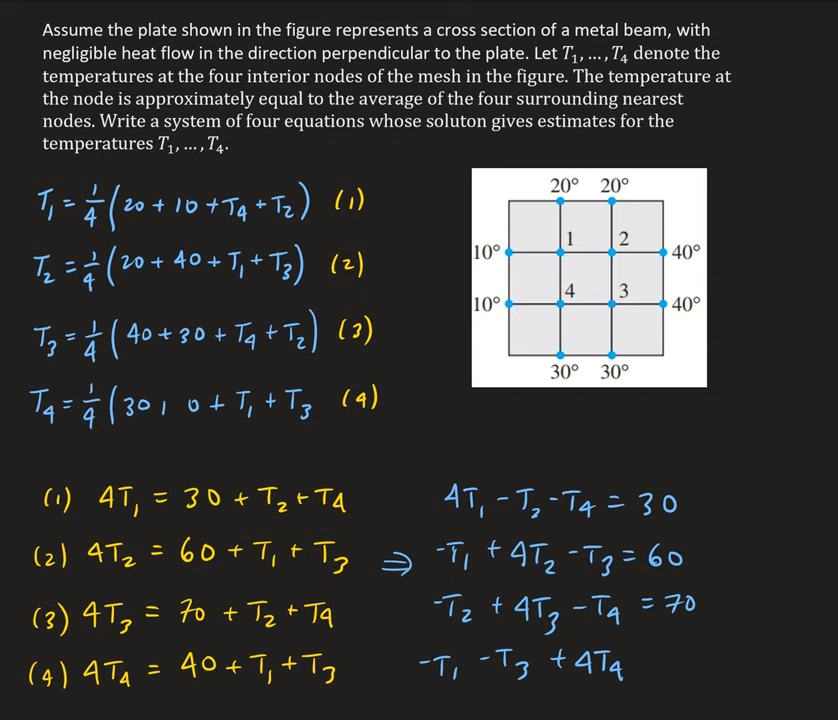 Assume the plate shown in the figure represents a cross section of a metal beam, with
negligible heat flow in the direction perpendicular to the plate. Let T₁, ..., T₄ denote the
temperatures at the four interior nodes of the mesh in the figure. The temperature at
the node is approximately equal to the average of the four surrounding nearest
nodes. Write a system of four equations whose soluton gives estimates for the
temperatures T₁, ..., T₄.
T₁ = 1/4 (20 + 10 + T₄ + T₂) (1)
T₂ = 1/4 (20 + 40 + T₁ + T₃) (2)
T₃ = 1/4 (40 + 30 + T₄ + T₂) (3)
T₄ = 1/4 (30 1 0 + T₁ + T₃ (4)
20° 20°
1 2
10° 40°
4 3
10° 40°
30° 30°
(1) 4T₁ = 30 + T₂ + T4
(2) 4T₂ = 60 + T₁ + T₃
(3) 4T₃ = 70 + T₂ + T4
(4) 4T₄ = 40 + T₁ + T₃
⇒
4T₁ - T₂ - T₄ = 30
-T₁ + 4T₂ - T₃ = 60
-T₂ + 4T₃ - T₄ = 70
-T₁ - T₃ + 4T₄